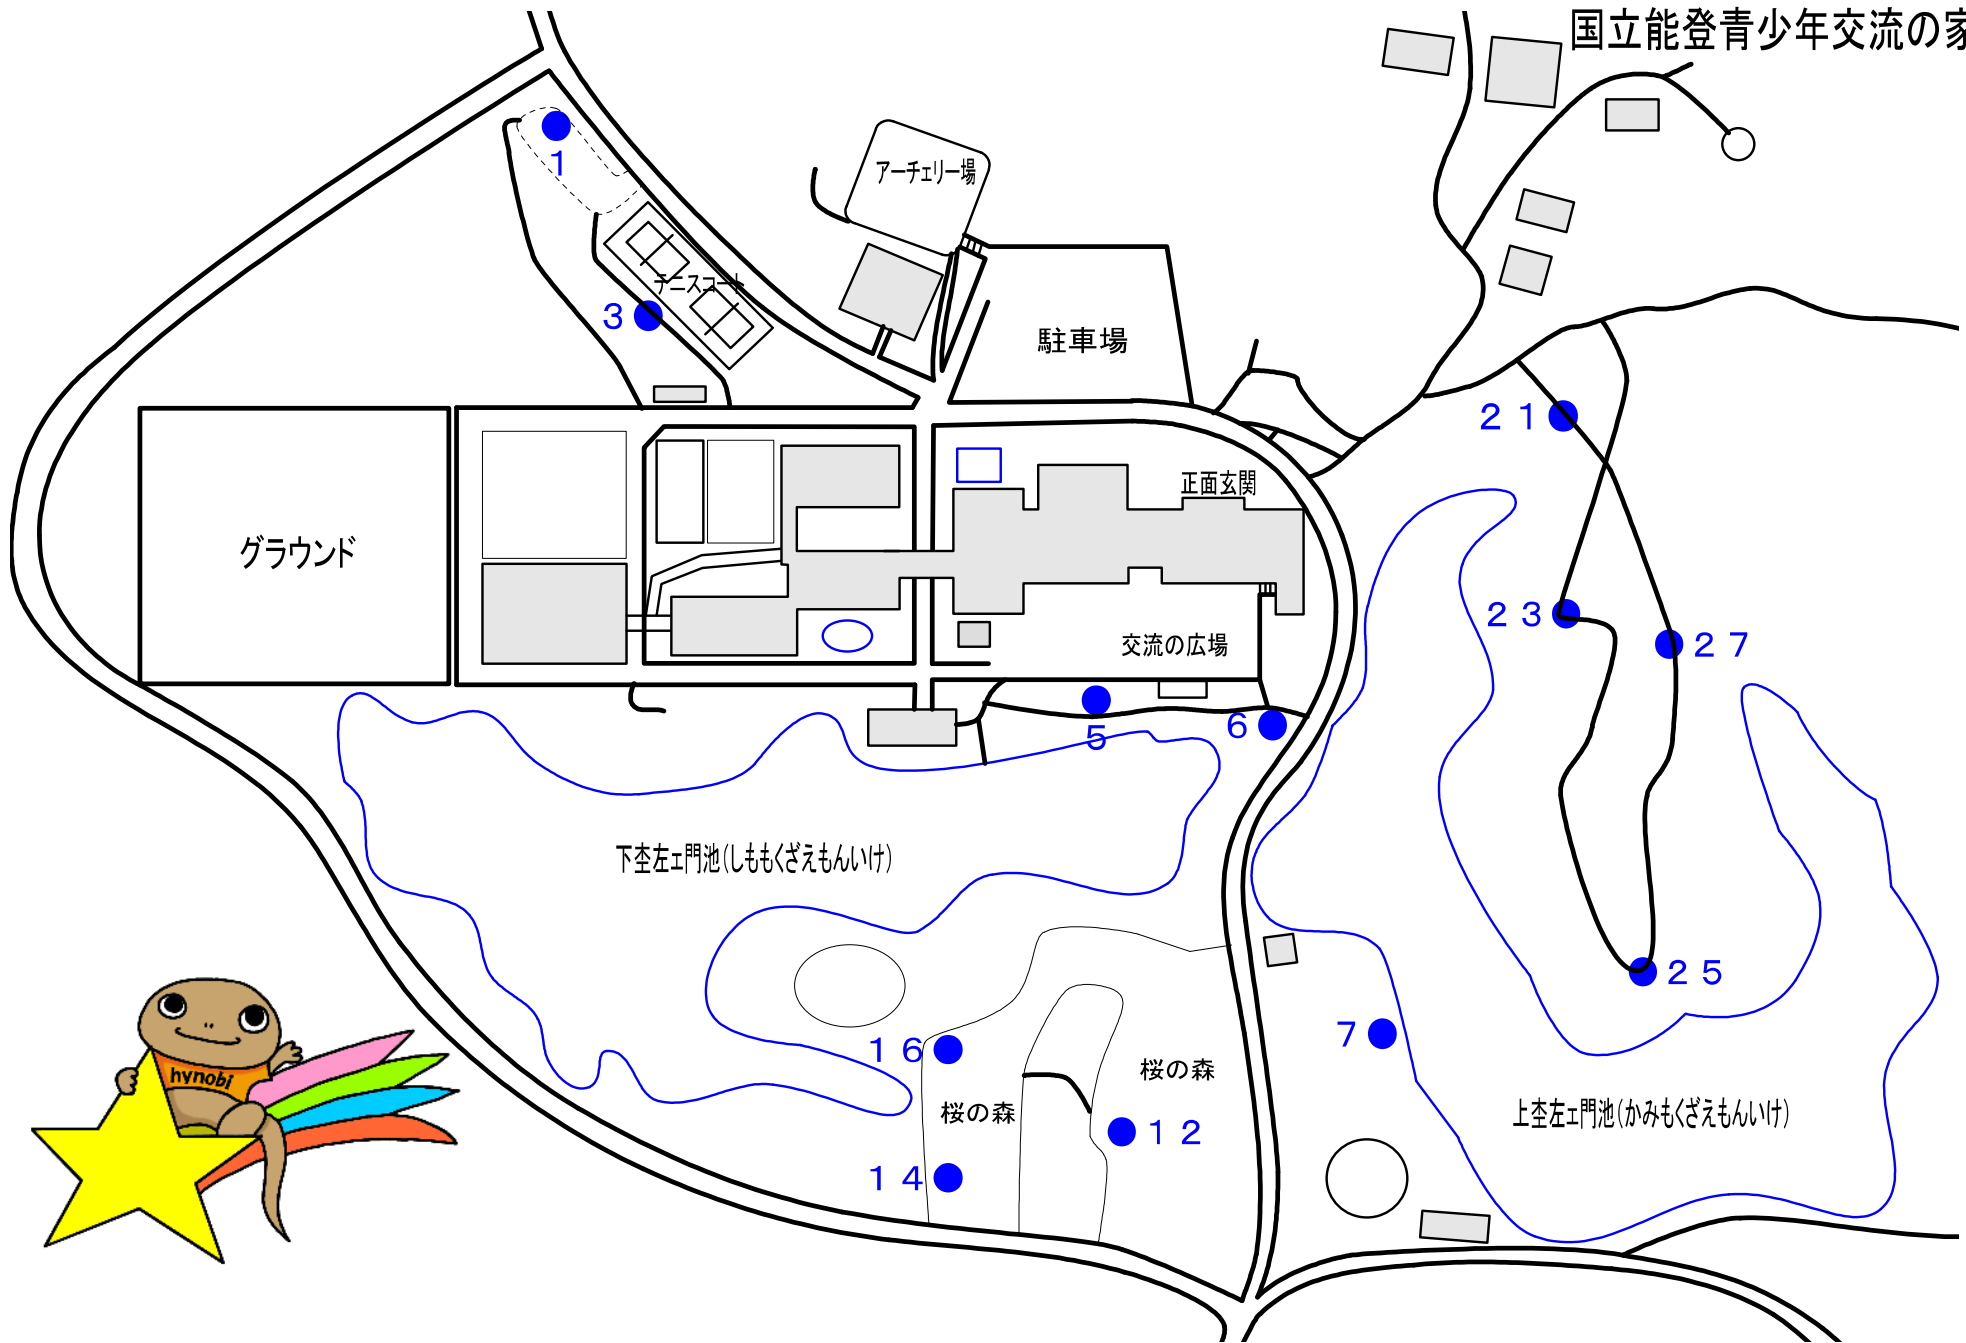 国立能登青少年交流の家
1
アーチェリー場
テニスコート
3
駐車場
21
正面玄関
グラウンド
23
27
交流の広場
6
5
下杢左ェ門池(しももくざえもんいけ)
25
7
16
桜の森
hynobi
桜の森
上杢左ェ門池(かみもくざえもんいけ)
12
14